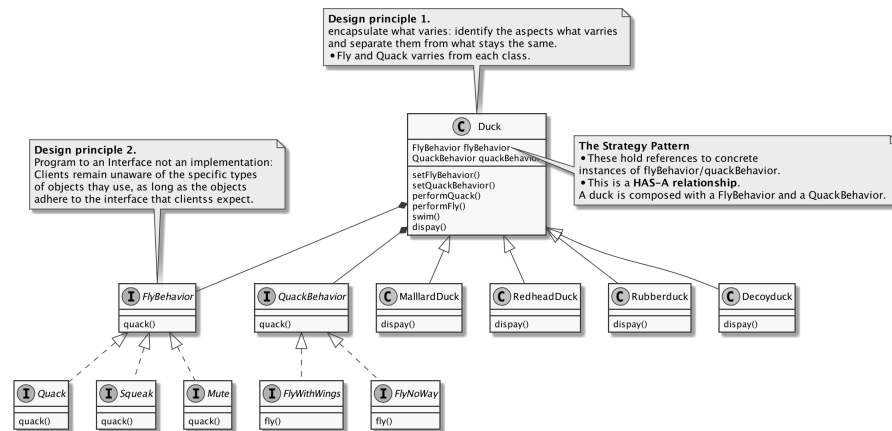 Design principle 1.
encapsulate what varies: identify the aspects what varries
and separate them from what stays the same.
• Fly and Quack varries from each class.
C Duck
FlyBehavior flyBehavior
QuackBehavior quackBehavior
setFlyBehavior()
setQuackBehavior()
performQuack()
performFly()
swim()
dispay()
The Strategy Pattern
• These hold references to concrete
instances of flyBehavior/quackBehavior.
• This is a HAS-A relationship.
A duck is composed with a FlyBehavior and a QuackBehavior.
Design principle 2.
Program to an Interface not an implementation:
Clients remain unaware of the specific types
of objects thay use, as long as the objects
adhere to the interface that clientss expect.
I FlyBehavior
quack()
I QuackBehavior
quack()
C MalllardDuck
dispay()
C RedheadDuck
dispay()
C Rubberduck
dispay()
C Decoyduck
dispay()
I Quack
quack()
I Squeak
quack()
I Mute
quack()
I FlyWithWings
fly()
I FlyNoWay
fly()